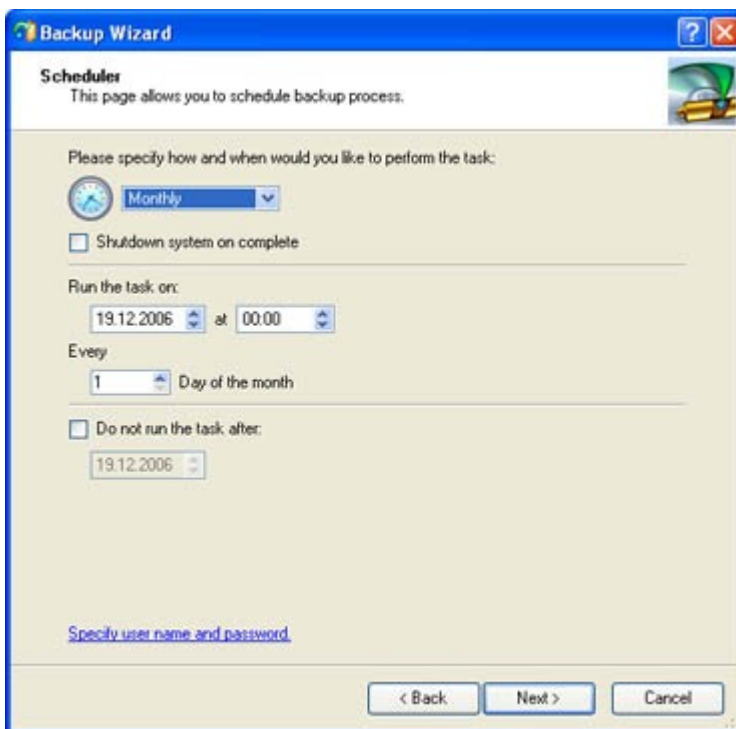 Backup Wizard
Scheduler
This page allows you to schedule backup process.
Please specify how and when would you like to perform the task:
Monthly
Shutdown system on complete
Run the task on:
19.12.2006 at 00:00
Every
1 Day of the month
Do not run the task after:
19.12.2006
Specify user name and password.
< Back Next > Cancel